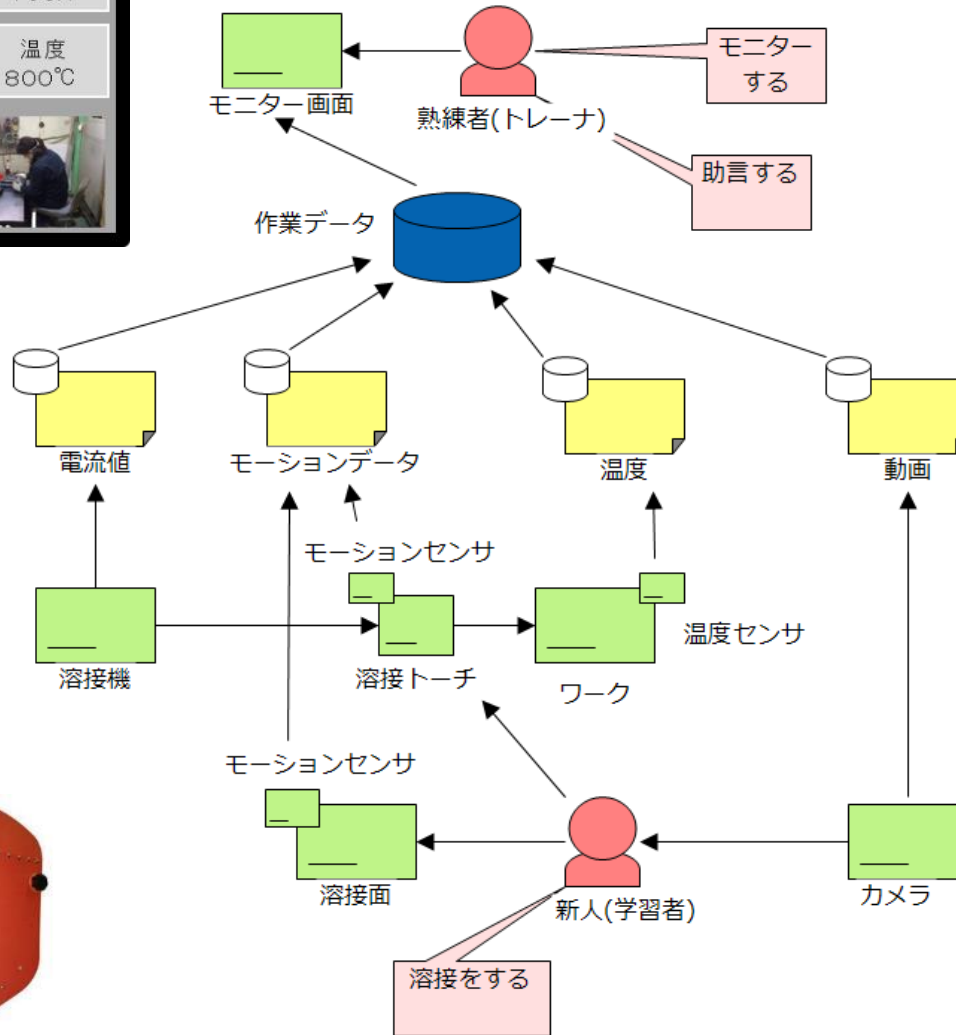 温度
800℃
モニター
する
モニター画面
熟練者(トレーナ)
助言する
作業データ
電流値
モーションデータ
温度
動画
モーションセンサ
溶接機
溶接トーチ
ワーク
温度センサ
モーションセンサ
溶接面
新人(学習者)
カメラ
溶接をする